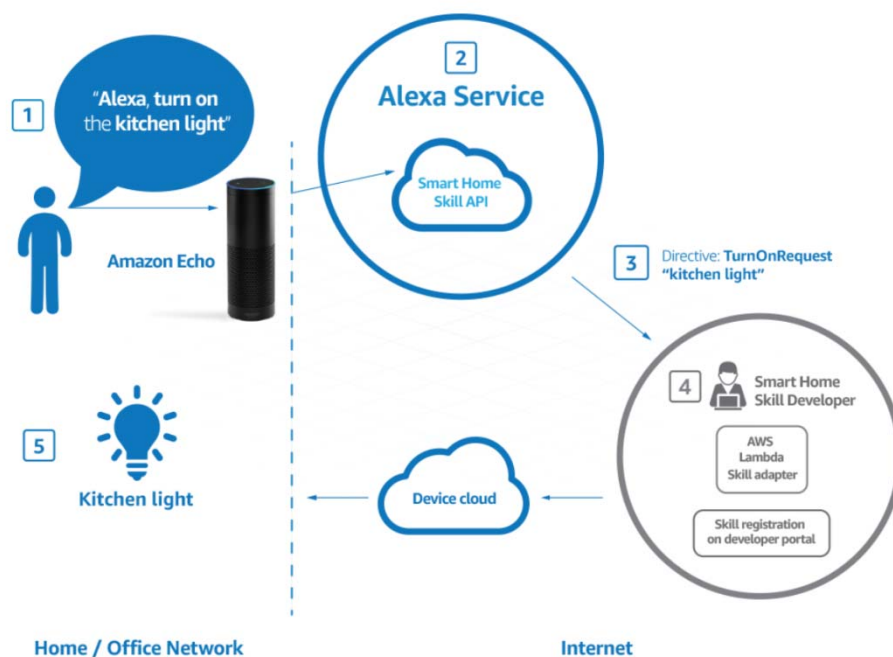 1
“Alexa, turn on
the kitchen light”
Amazon Echo
2
Alexa Service
Smart Home
Skill API
3
Directive: TurnOnRequest
“kitchen light”
4
Smart Home
Skill Developer
AWS
Lambda
Skill adapter
Skill registration
on developer portal
Device cloud
5
Kitchen light
Home / Office Network
Internet